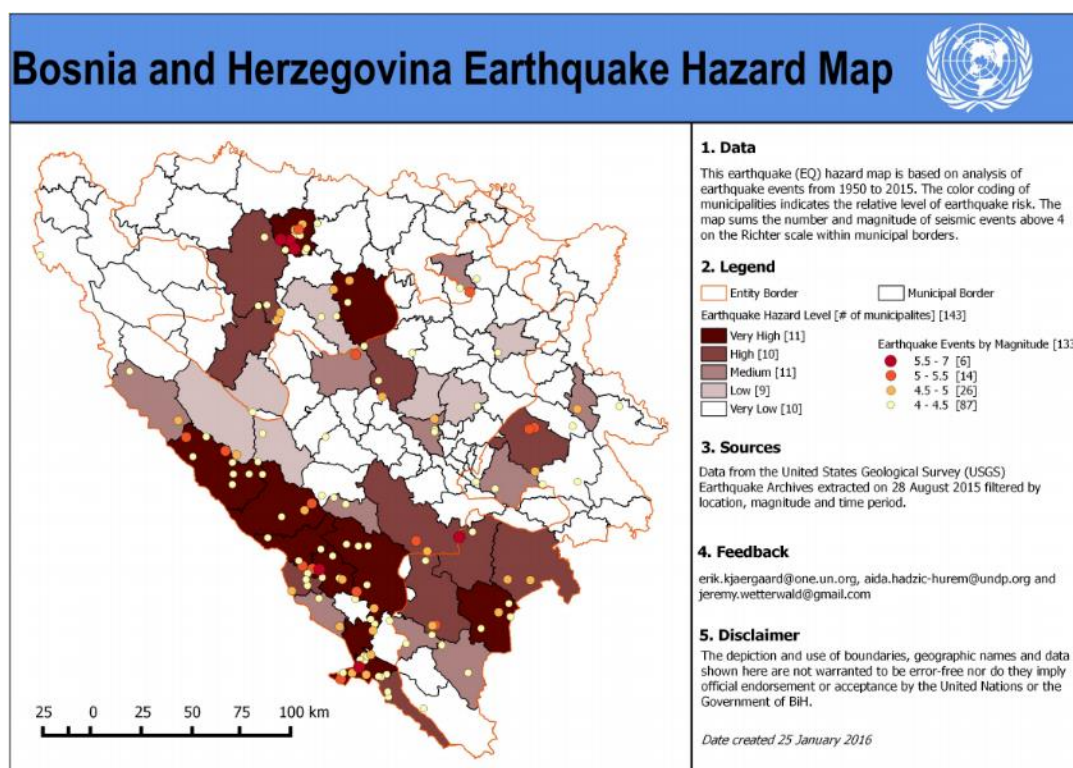 Bosnia and Herzegovina Earthquake Hazard Map
1. Data
This earthquake (EQ) hazard map is based on analysis of
earthquake events from 1950 to 2015. The color coding of
municipalities indicates the relative level of earthquake risk. The
map sums the number and magnitude of seismic events above 4
on the Richter scale within municipal borders.
2. Legend
Entity Border Municipal Border
Earthquake Hazard Level [# of municipalites] [143]
Very High [11]
High [10]
Medium [11]
Low [9]
Very Low [10]
Earthquake Events by Magnitude [133
5.5 - 7 [6]
5 - 5.5 [14]
4.5 - 5 [26]
4 - 4.5 [87]
3. Sources
Data from the United States Geological Survey (USGS)
Earthquake Archives extracted on 28 August 2015 filtered by
location, magnitude and time period.
4. Feedback
erik.kjaergaard@one.un.org, aida.hadzic-hurem@undp.org and
jeremy.wetterwald@gmail.com
5. Disclaimer
The depiction and use of boundaries, geographic names and data
shown here are not warranted to be error-free nor do they imply
official endorsement or acceptance by the United Nations or the
Government of BiH.
Date created 25 January 2016
25 0 25 50 75 100 km